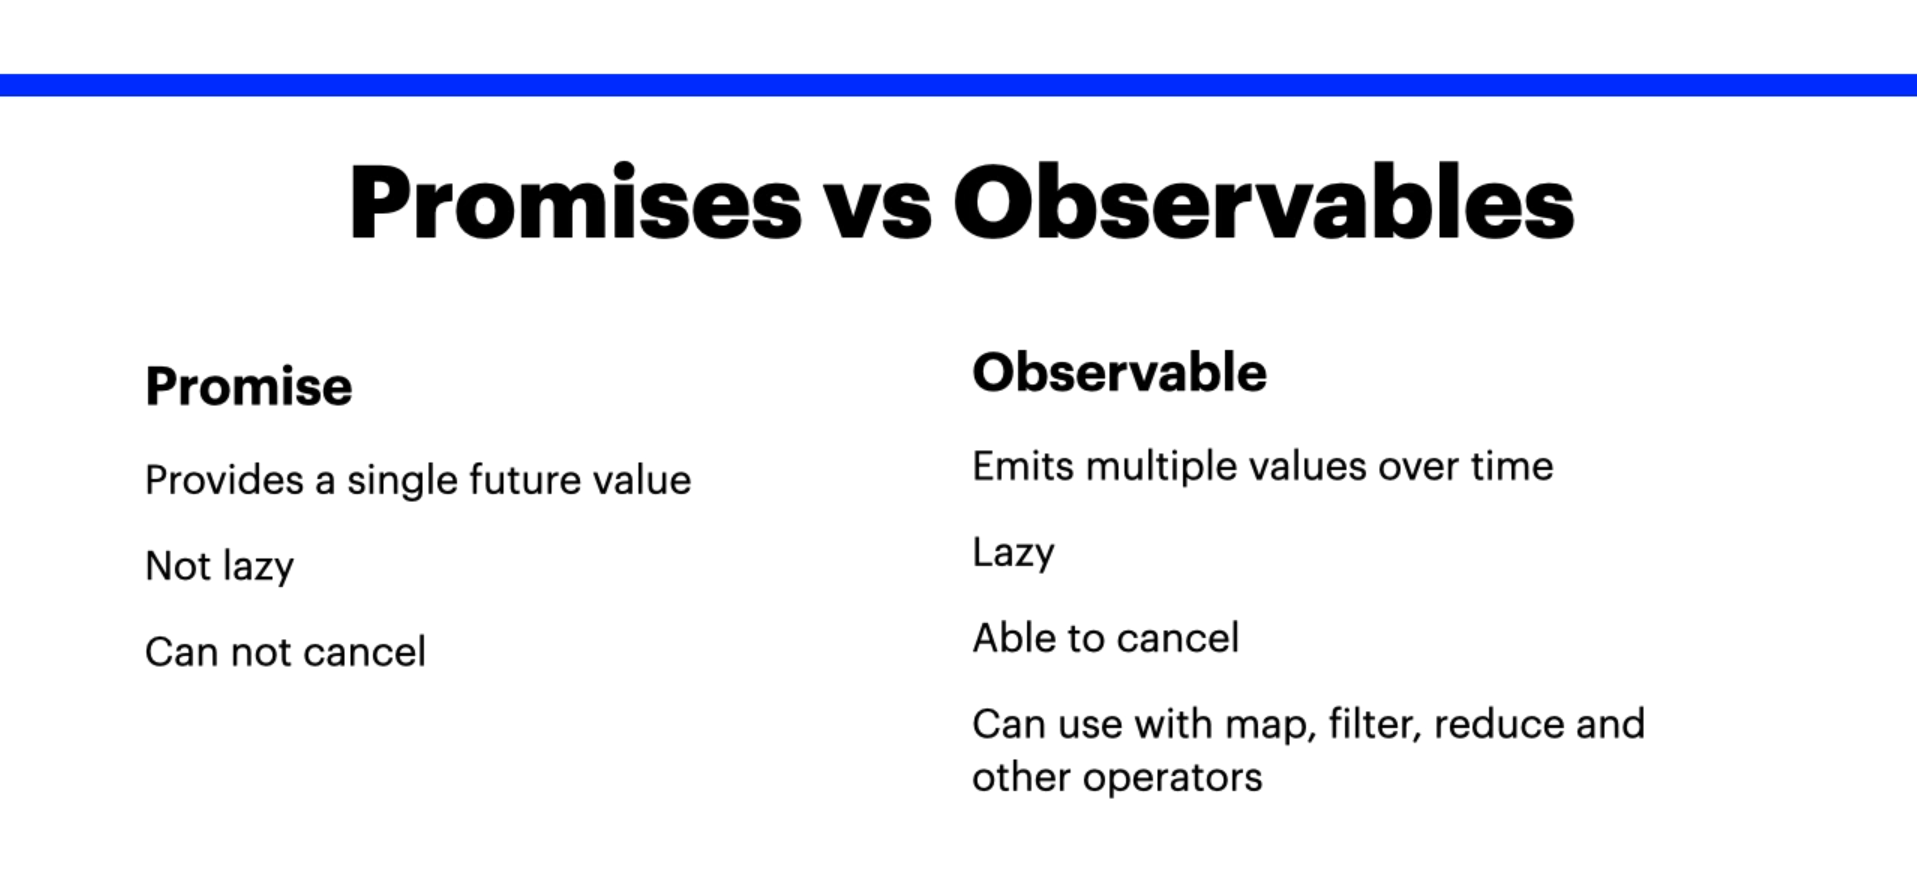 Promises vs Observables
Promise
Provides a single future value
Not lazy
Can not cancel
Observable
Emits multiple values over time
Lazy
Able to cancel
Can use with map, filter, reduce and
other operators